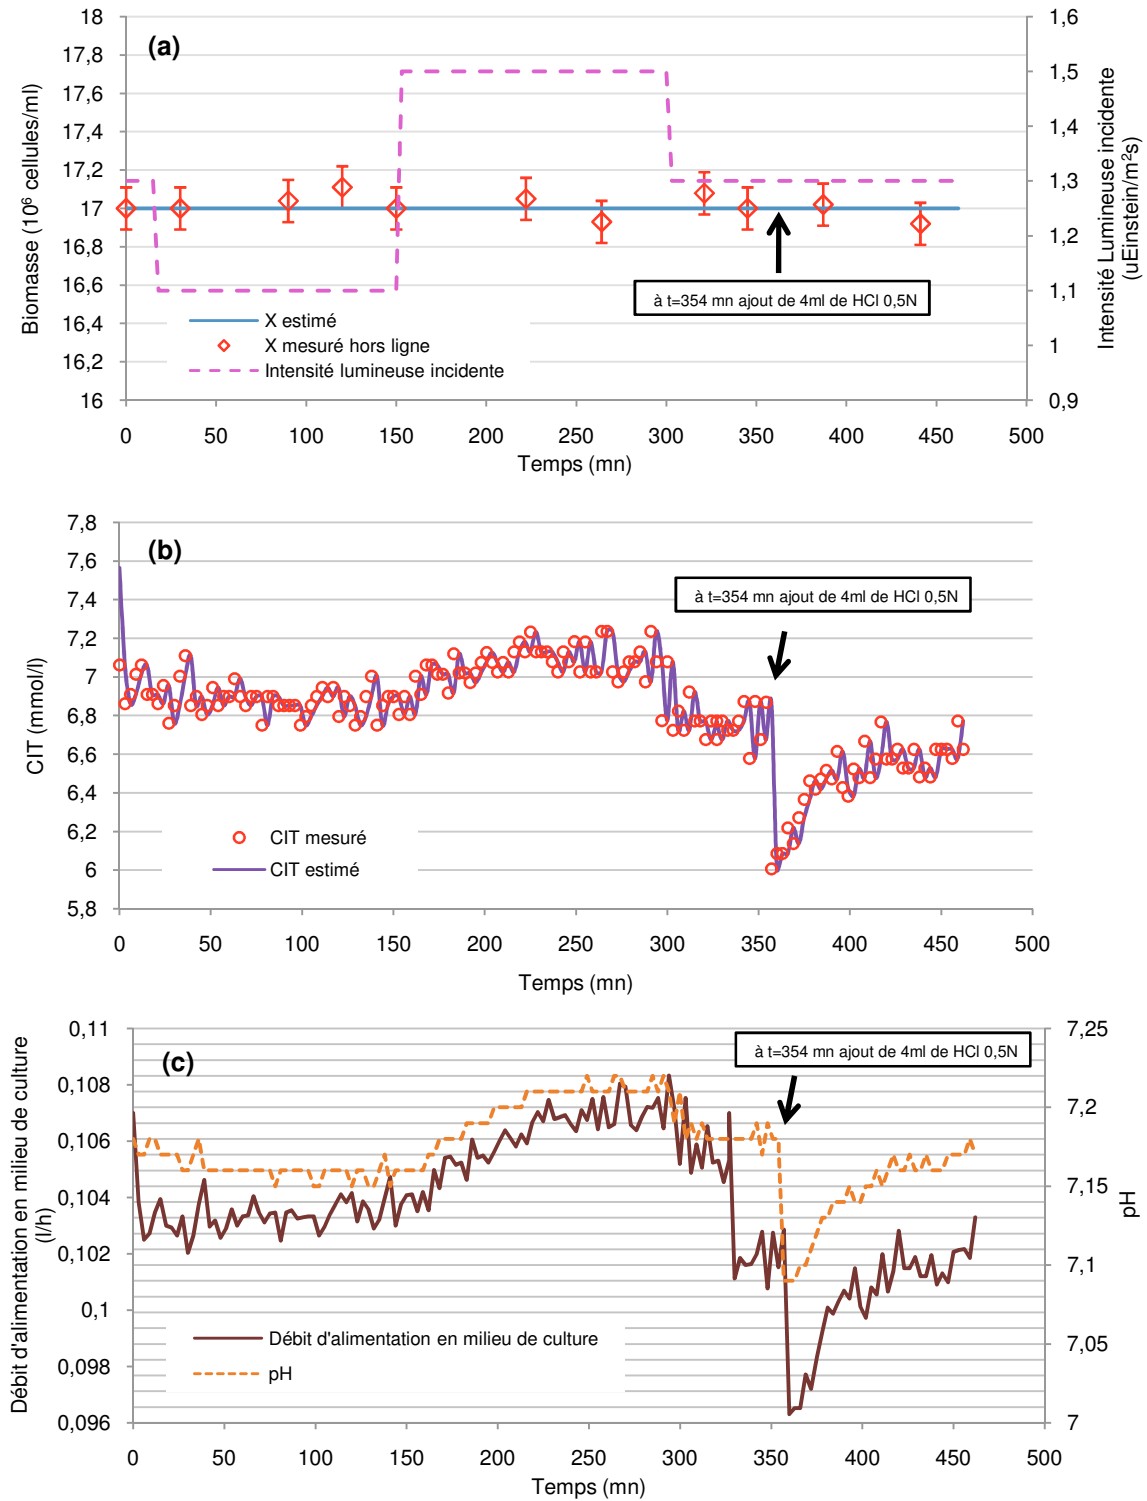 18
17,8
17,6
17,4
17,2
17
16,8
16,6
16,4
16,2
16
Biomasse (10⁶ cellules/ml)
(a)
1,6
1,5
1,4
1,3
1,2
1,1
1
0,9
Intensité Lumineuse incidente
(uEinstein/m²s)
à t=354 mn ajout de 4ml de HCl 0,5N
X estimé
X mesuré hors ligne
Intensité lumineuse incidente
0 50 100 150 200 250 300 350 400 450 500
Temps (mn)
7,8
7,6
7,4
7,2
7
6,8
6,6
6,4
6,2
6
5,8
CIT (mmol/l)
(b)
à t=354 mn ajout de 4ml de HCl 0,5N
CIT mesuré
CIT estimé
0 50 100 150 200 250 300 350 400 450 500
Temps (mn)
0,11
0,108
0,106
0,104
0,102
0,1
0,098
0,096
Débit d'alimentation en milieu de culture
(l/h)
(c)
7,25
7,2
7,15
7,1
7,05
7
pH
à t=354 mn ajout de 4ml de HCl 0,5N
Débit d'alimentation en milieu de culture
pH
0 50 100 150 200 250 300 350 400 450 500
Temps (mn)